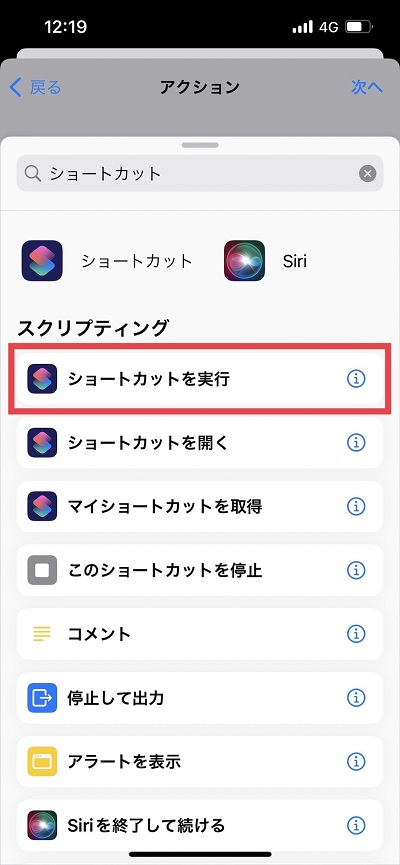 12:19 4G
戻る アクション 次へ
ショートカット
ショートカット Siri
スクリプティング
ショートカットを実行
ショートカットを開く
マイショートカットを取得
このショートカットを停止
コメント
停止して出力
アラートを表示
Siriを終了して続ける